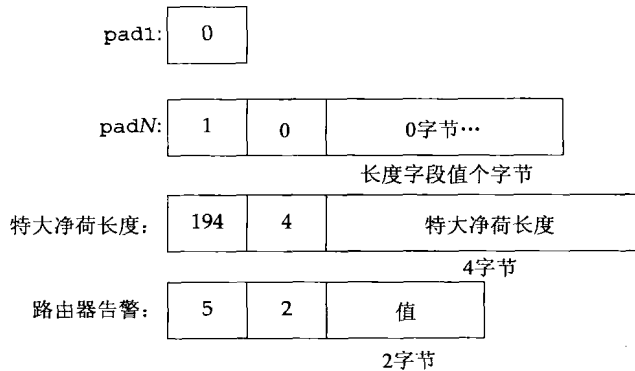 pad1: 0
padN: 1 0 0字节…
长度字段值个字节
特大净荷长度: 194 4 特大净荷长度
4字节
路由器告警: 5 2 值
2字节